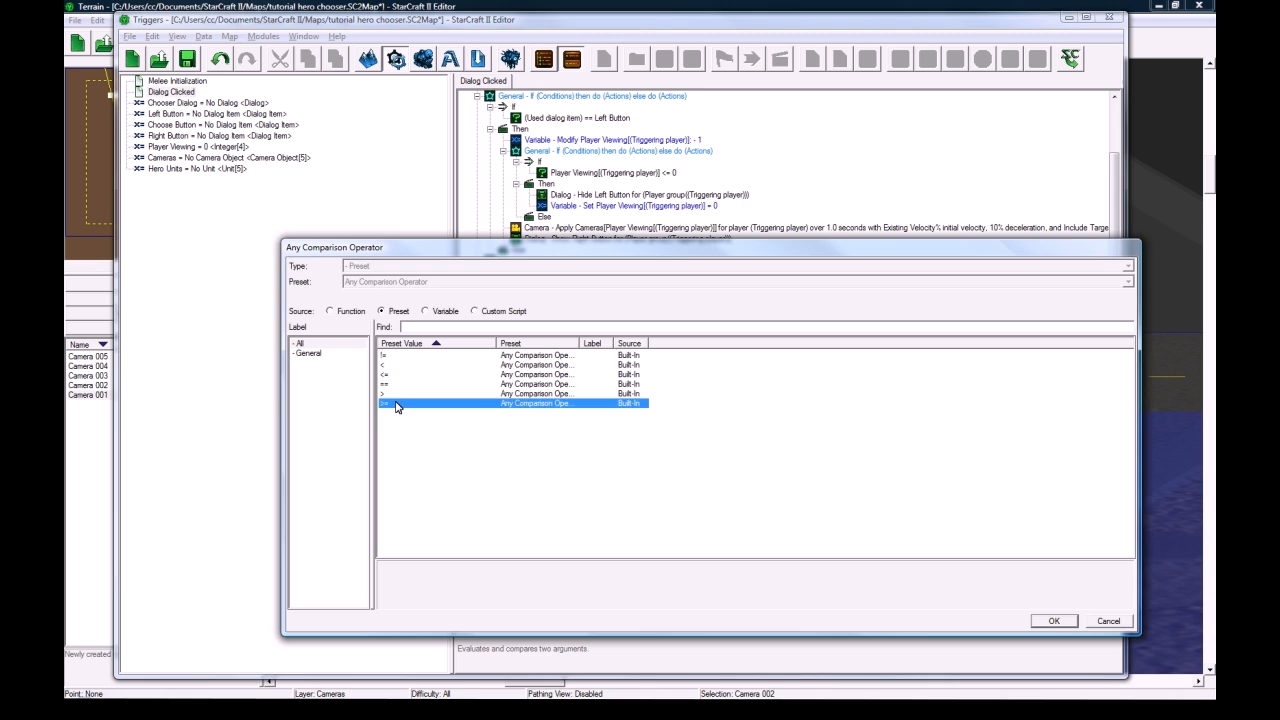 Terrain - [C:/Users/cc/Documents/StarCraft II/Maps/tutorial hero chooser.SC2Map*] - StarCraft II Editor
File Edit
Triggers - [C:/Users/cc/Documents/StarCraft II/Maps/tutorial hero chooser.SC2Map*] - StarCraft II Editor
File Edit View Data Map Modules Window Help
Melee Initialization
Dialog Clicked
Chooser Dialog = No Dialog <Dialog>
Left Button = No Dialog Item <Dialog Item>
Choose Button = No Dialog Item <Dialog Item>
Right Button = No Dialog Item <Dialog Item>
Player Viewing = 0 <Integer[4]>
Cameras = No Camera Object <Camera Object[5]>
Hero Units = No Unit <Unit[5]>
Dialog Clicked
General - If (Conditions) then do (Actions) else do (Actions)
If
(Used dialog item) == Left Button
Then
Variable - Modify Player Viewing[(Triggering player)]: - 1
General - If (Conditions) then do (Actions) else do (Actions)
If
Player Viewing[(Triggering player)] <= 0
Then
Dialog - Hide Left Button for (Player group((Triggering player)))
Variable - Set Player Viewing[(Triggering player)] = 0
Else
Camera - Apply Cameras[Player Viewing[(Triggering player)]] for player (Triggering player) over 1.0 seconds with Existing Velocity% initial velocity, 10% deceleration, and Include Targe
Any Comparison Operator
Type: - Preset
Preset: Any Comparison Operator
Source: Function Preset Variable Custom Script
Label Find:
- All
- General
Preset Value Preset Label Source
!= Any Comparison Ope... Built-In
< Any Comparison Ope... Built-In
<= Any Comparison Ope... Built-In
== Any Comparison Ope... Built-In
> Any Comparison Ope... Built-In
>= Any Comparison Ope... Built-In
OK Cancel
Name
Camera 005
Camera 004
Camera 003
Camera 002
Camera 001
Newly created
Evaluates and compares two arguments.
Point: None Layer: Cameras Difficulty: All Pathing View: Disabled Selection: Camera 002